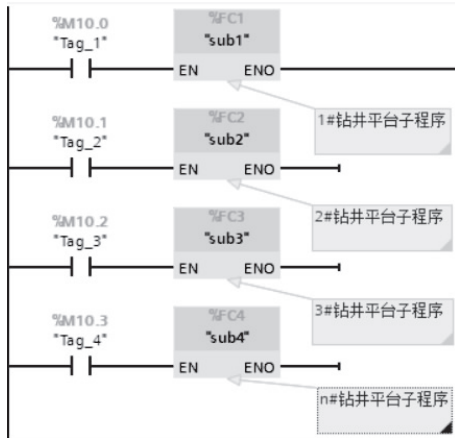 %M10.0 %FC1
"Tag_1" "sub1"
EN ENO
1#钻井平台子程序
%M10.1 %FC2
"Tag_2" "sub2"
EN ENO
2#钻井平台子程序
%M10.2 %FC3
"Tag_3" "sub3"
EN ENO
3#钻井平台子程序
%M10.3 %FC4
"Tag_4" "sub4"
EN ENO
n#钻井平台子程序